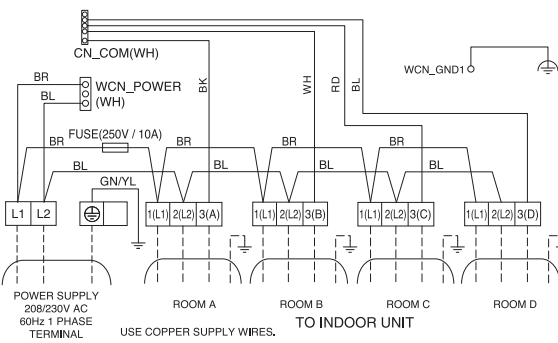 CN_COM(WH)
BR
WCN_POWER
(WH)
BL
BK
WH
RD
BL
WCN_GND1
FUSE(250V / 10A)
BR
BR
BR
BR
BL
BL
BL
BL
GN/YL
L1 L2
1(L1) 2(L2) 3(A)
1(L1) 2(L2) 3(B)
1(L1) 2(L2) 3(C)
1(L1) 2(L2) 3(D)
POWER SUPPLY
208/230V AC
60Hz 1 PHASE
TERMINAL
ROOM A
ROOM B
ROOM C
ROOM D
TO INDOOR UNIT
USE COPPER SUPPLY WIRES.